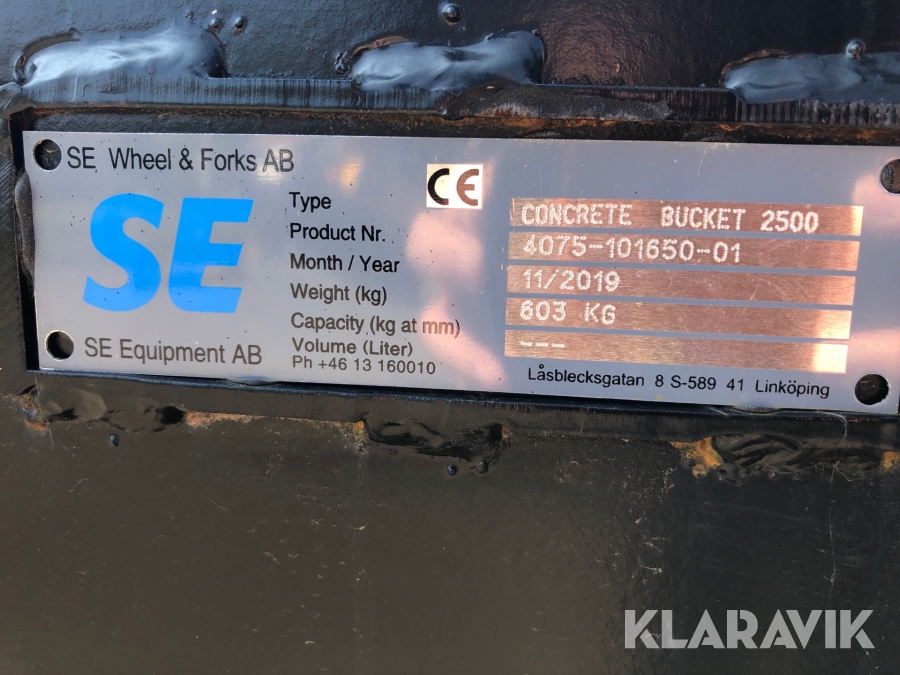 SE Wheel & Forks AB
CE
SE
SE Equipment AB
Type
Product Nr.
Month / Year
Weight (kg)
Capacity (kg at mm)
Volume (Liter)
Ph +46 13 160010
CONCRETE BUCKET 2500
4075-101650-01
11/2019
603 KG
Låsblecksgatan 8 S-589 41 Linköping
KLARAVIK